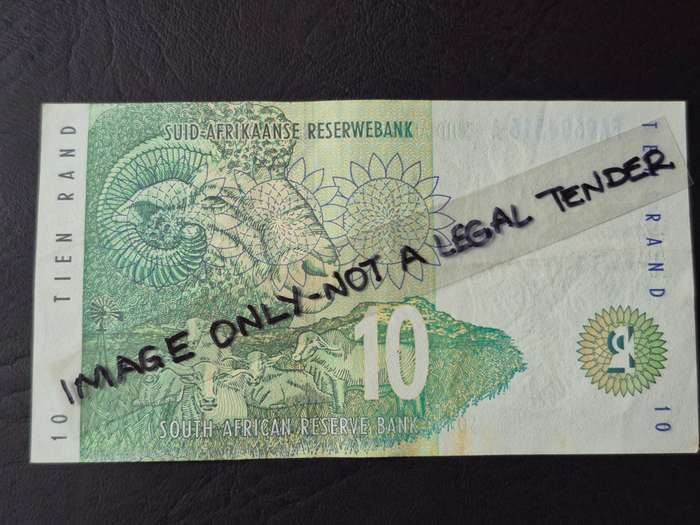 SUID-AFRIKAANSE RESERWEBANK
TIEN RAND
10
IMAGE ONLY-NOT A LEGAL TENDER
10
SOUTH AFRICAN RESERVE BANK
RAND
10